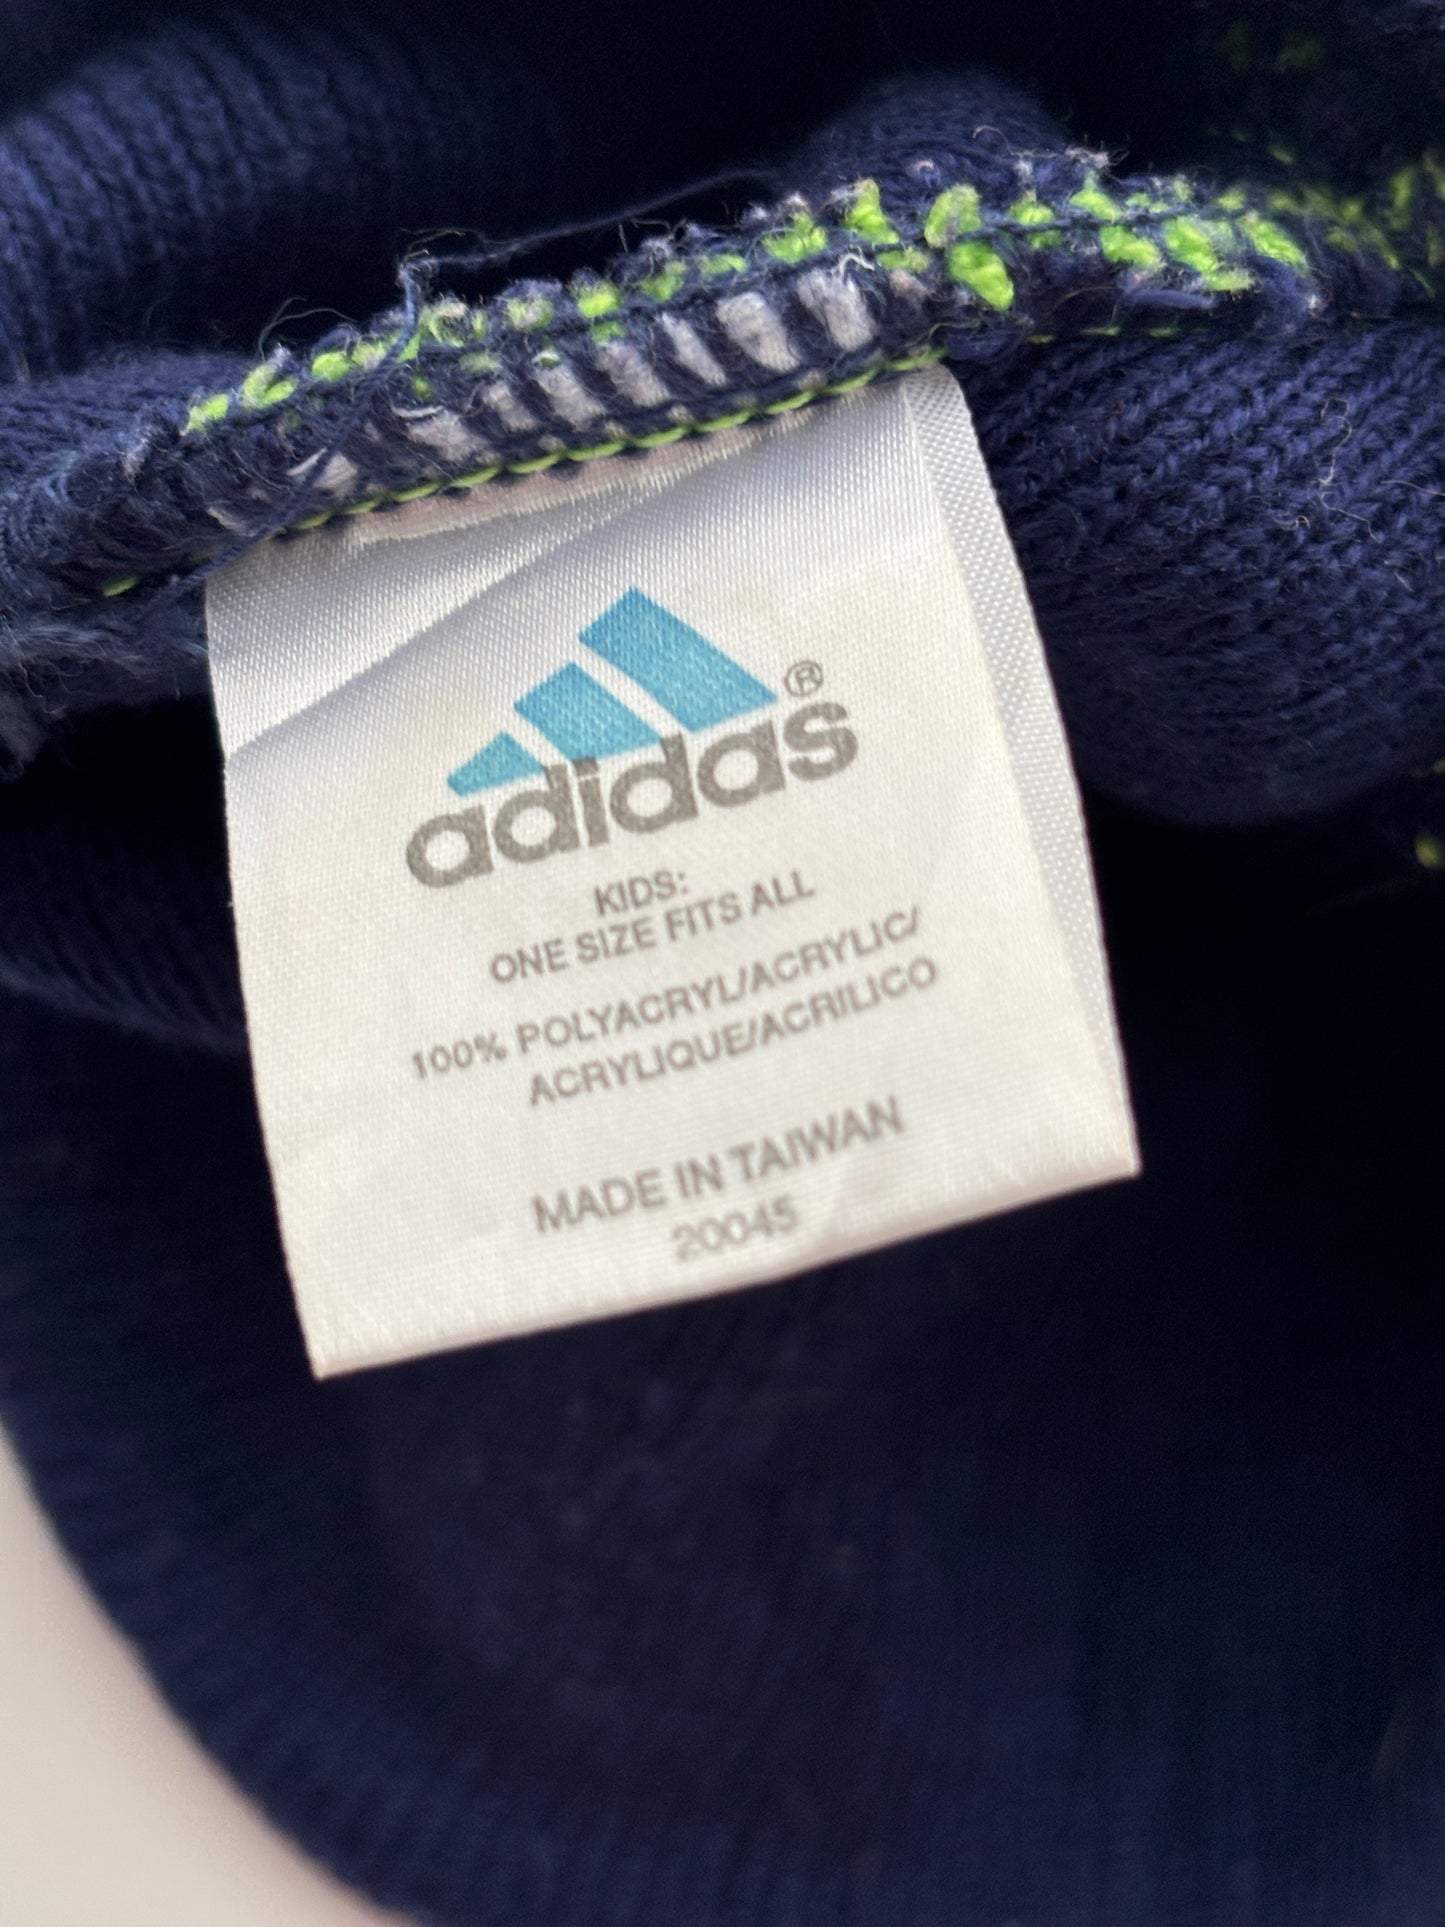 adidas®
KIDS:
ONE SIZE FITS ALL
100% POLYACRYL/ACRYLIC/
ACRYLIQUE/ACRILICO
MADE IN TAIWAN
20045